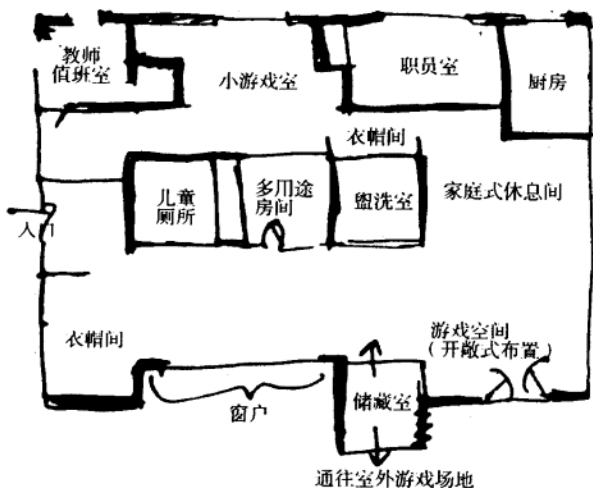 教师
值班室
小游戏室
职员室
厨房
衣帽间
儿童
厕所
多用途
房间
盥洗室
家庭式休息间
入口
衣帽间
游戏空间
（开敞式布置）
窗户
储藏室
通往室外游戏场地